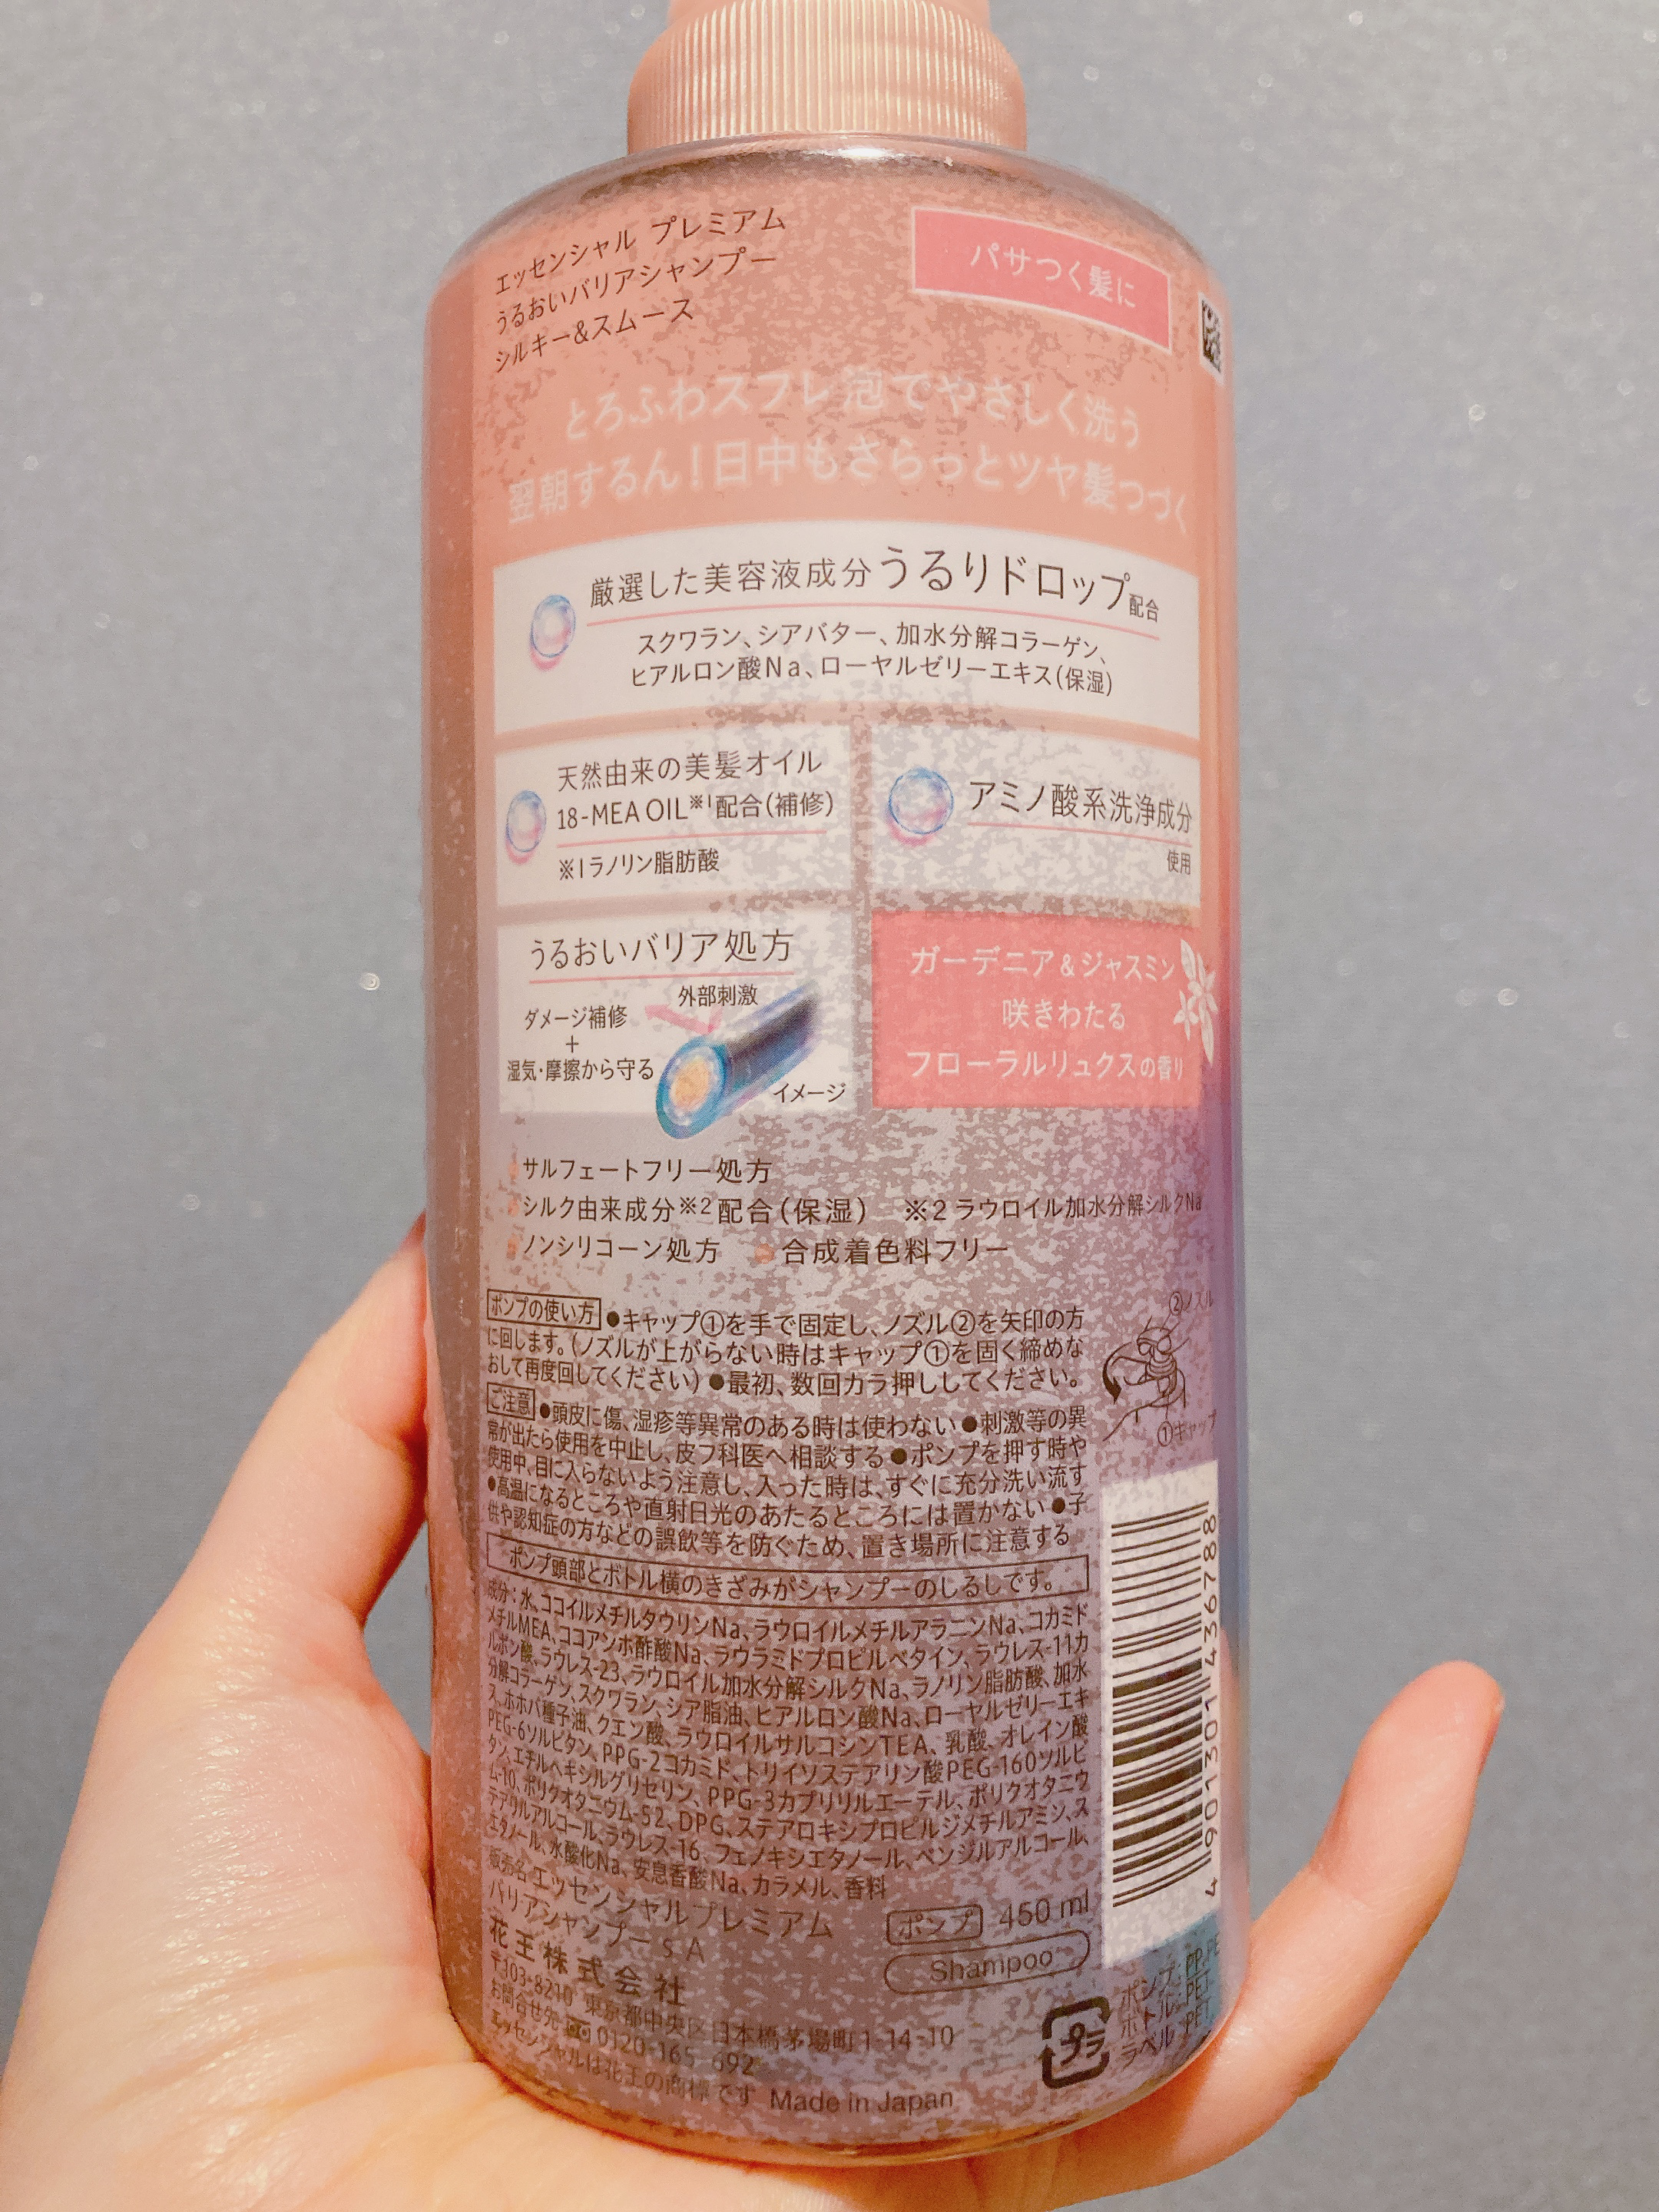 エッセンシャル プレミアム
うるおいバリアシャンプー
シルキー&スムース
パサつく髪に
とろふわスフレ泡でやさしく洗う
翌朝するん!日中もさらっとツヤ髪つづく
厳選した美容液成分うるりドロップ配合
スクワラン、シアバター、加水分解コラーゲン、
ヒアルロン酸Na、ローヤルゼリーエキス(保湿)
天然由来の美髪オイル
18-MEA OIL※1配合(補修)
※1ラノリン脂肪酸
アミノ酸系洗浄成分
使用
うるおいバリア処方
外部刺激
ダメージ補修
+
湿気・摩擦から守る
イメージ
ガーデニア&ジャスミン
咲きわたる
フローラルリュクスの香り
サルフェートフリー処方
シルク由来成分※2配合(保湿) ※2ラウロイル加水分解シルクNa
ノンシリコーン処方 合成着色料フリー
ポンプの使い方 ●キャップ①を手で固定し、ノズル②を矢印の方
に回します。(ノズルが上がらない時はキャップ①を固く締めな
おして再度回してください)●最初、数回カラ押ししてください。
②ノズル
①キャップ
ご注意 ●頭皮に傷、湿疹等異常のある時は使わない●刺激等の異
常が出たら使用を中止し、皮フ科医へ相談する●ポンプを押す時や
使用中、目に入らないよう注意し、入った時は、すぐに充分洗い流す
●高温になるところや直射日光のあたるところには置かない●子
供や認知症の方などの誤飲等を防ぐため、置き場所に注意する
ポンプ頭部とボトル横のきざみがシャンプーのしるしです。
成分:水、ココイルメチルタウリンNa、ラウロイルメチルアラニンNa、コカミド
メチルMEA、ココアンホ酢酸Na、ラウラミドプロピルベタイン、ラウレス-11カ
ルボン酸、ラウレス-23、ラウロイル加水分解シルクNa、ラノリン脂肪酸、加水
分解コラーゲン、スクワラン、シア脂油、ヒアルロン酸Na、ローヤルゼリーエキ
ス、ホホバ種子油、クエン酸、ラウロイルサルコシンTEA、乳酸、オレイン酸
PEG-6ソルビタン、PPG-2コカミド、トリイソステアリン酸PEG-160ソルビ
タン、エチルヘキシルグリセリン、PPG-3カプリリルエーテル、ポリクオタニウ
ム-10、ポリクオタニウム-52、DPG、ステアロキシプロピルジメチルアミン、ス
テアリルアルコール、ラウレス-16、フェノキシエタノール、ベンジルアルコール、
エタノール、水酸化Na、安息香酸Na、カラメル、香料
販売名 エッセンシャルプレミアム
バリアシャンプーs A
ポンプ 450 ml
Shampoo
花王株式会社
〒103-8210 東京都中央区日本橋茅場町1-14-10
お問合せ先 0120-165-692
エッセンシャルは花王の商標です Made in Japan
プラ
ポンプ:PP,PE
ボトル:PET
ラベル:PET
4 901301 436788